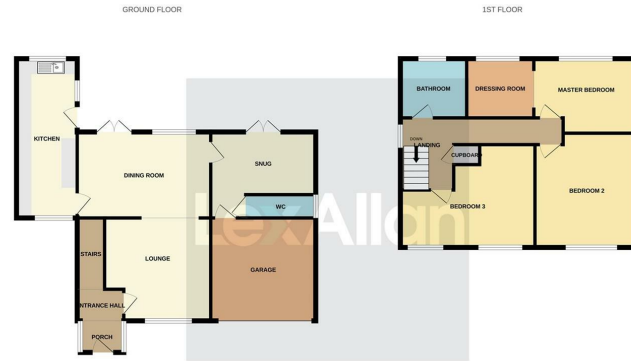 GROUND FLOOR
1ST FLOOR
KITCHEN
DINING ROOM
SNUG
WC
STAIRS
LOUNGE
GARAGE
ENTRANCE HALL
PORCH
BATHROOM
DRESSING ROOM
MASTER BEDROOM
DOWN
LANDING
CUPBOARD
BEDROOM 2
BEDROOM 3
LexAllan